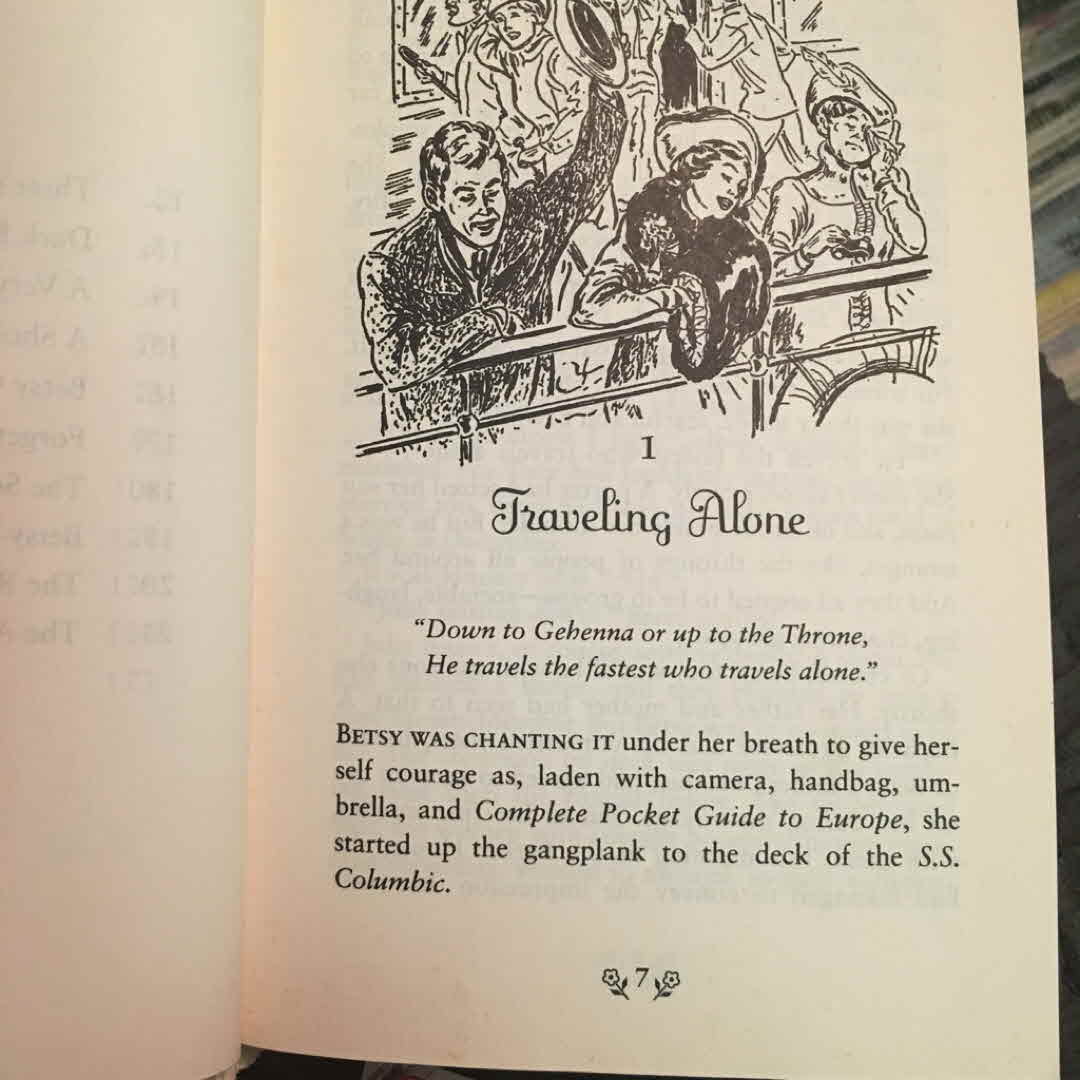 1
Traveling Alone
“Down to Gehenna or up to the Throne,
He travels the fastest who travels alone.”
BETSY WAS CHANTING IT under her breath to give her-
self courage as, laden with camera, handbag, um-
brella, and Complete Pocket Guide to Europe, she
started up the gangplank to the deck of the S.S.
Columbic.
7